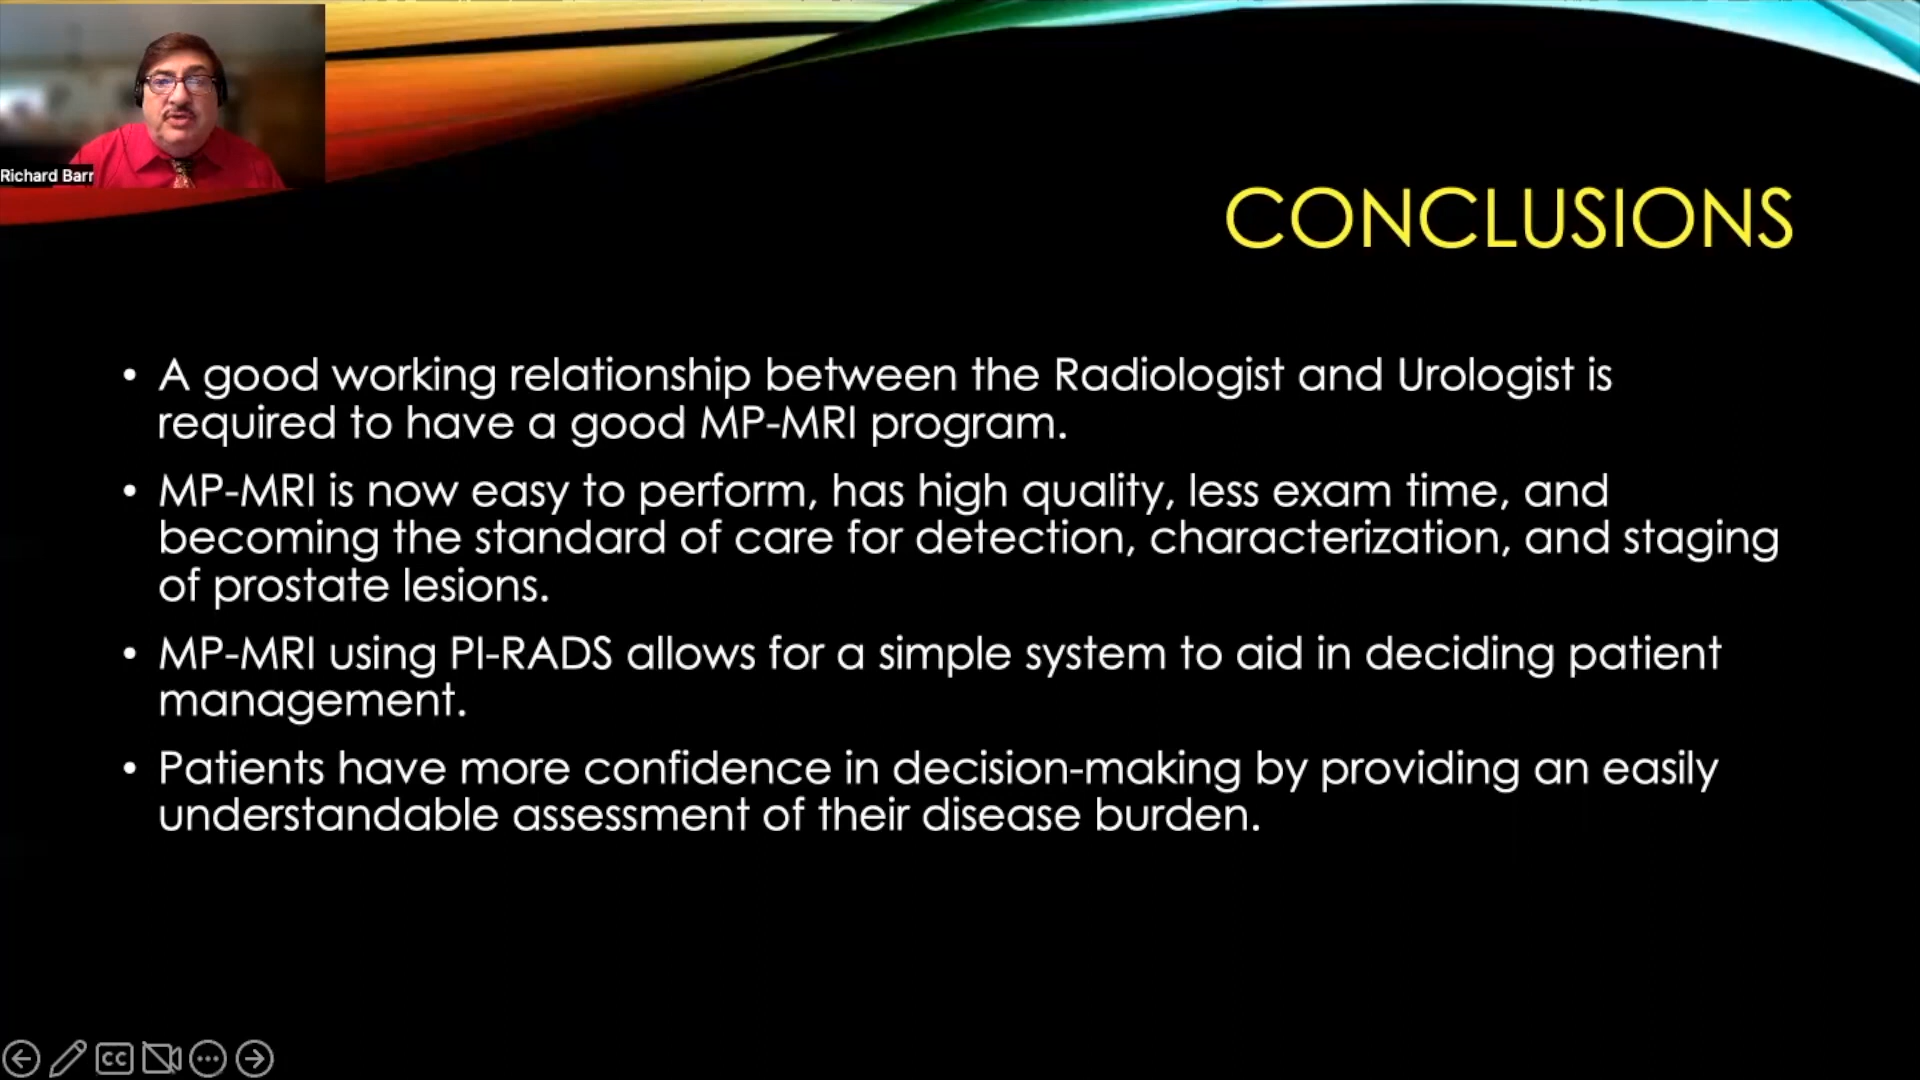 Richard Barr
CONCLUSIONS
• A good working relationship between the Radiologist and Urologist is
required to have a good MP-MRI program.
• MP-MRI is now easy to perform, has high quality, less exam time, and
becoming the standard of care for detection, characterization, and staging
of prostate lesions.
• MP-MRI using PI-RADS allows for a simple system to aid in deciding patient
management.
• Patients have more confidence in decision-making by providing an easily
understandable assessment of their disease burden.
CC